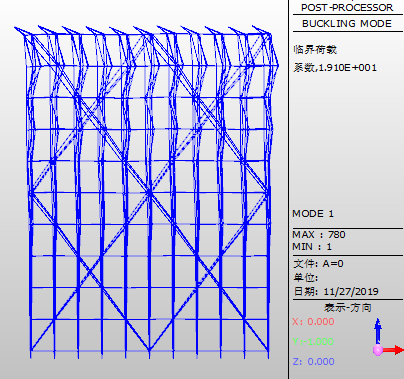 POST-PROCESSOR
BUCKLING MODE
临界荷载
系数,1.910E+001
MODE 1
MAX : 780
MIN : 1
文件: A=0
单位:
日期: 11/27/2019
表示-方向
X: 0.000
Y: 1.000
Z: 0.000